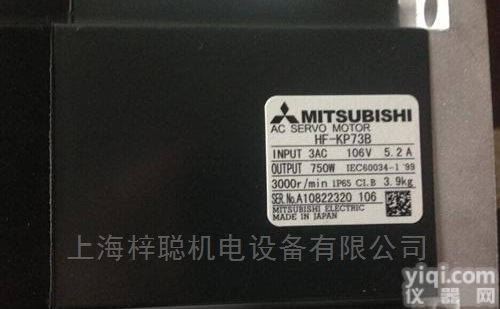 MITSUBISHI
AC SERVO MOTOR
HF-KP73B
INPUT 3AC 106V 5.2A
OUTPUT 750W IEC60034-1 '99
3000r/min IP65 CI.B 3.9kg
SER.No.A10822320 106
MITSUBISHI ELECTRIC
MADE IN JAPAN
上海梓聪机电设备有限公司
yiqi.com
仪器网